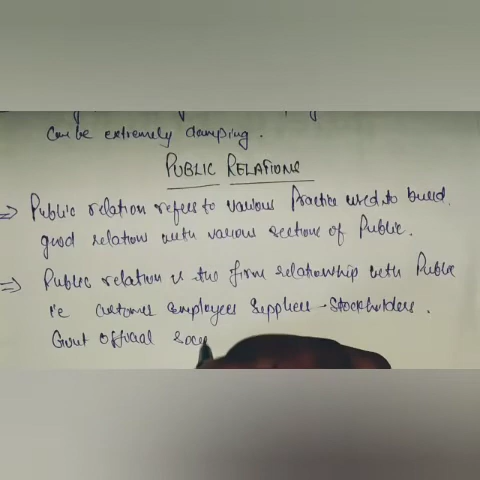 can be extremely damping.
PUBLIC RELATIONS
=> Public relation refers to various Practice used to build
good relation with various section of Public.
=> Public relation is the firm relationship with Public
i'e customer employees suppliers - Stockholders.
Govt official